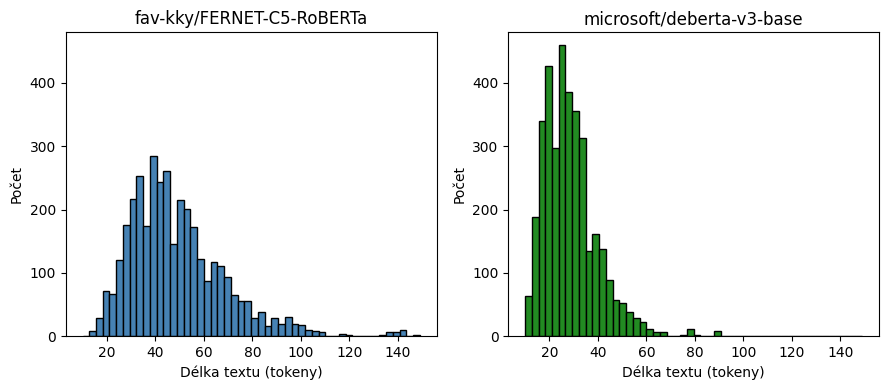 fav-kky/FERNET-C5-RoBERTa
Počet
400
300
200
100
0
20 40 60 80 100 120 140
Délka textu (tokeny)
microsoft/deberta-v3-base
Počet
400
300
200
100
0
20 40 60 80 100 120 140
Délka textu (tokeny)